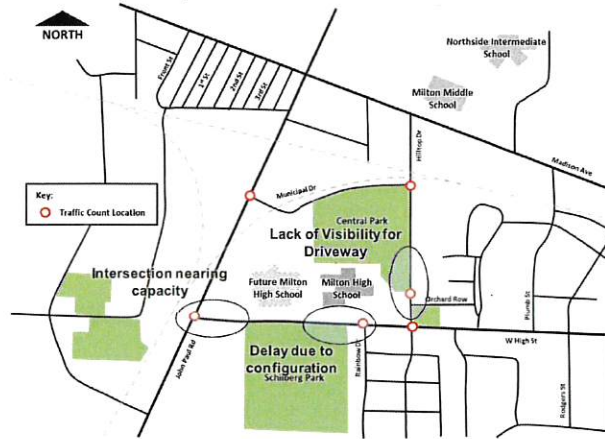 NORTH
Northside Intermediate
School
Milton Middle
School
Front St
1st St
2nd St
3rd St
Madison Ave
Hilltop Dr
Key:
Traffic Count Location
Municipal Dr
Central Park
Lack of Visibility for
Driveway
Intersection nearing
capacity
Future Milton
High School
Milton High
School
Orchard Row
Plumb St
W High St
John Paul Rd
Delay due to
configuration
Schilberg Park
Rainbow Dr
Rodgers St